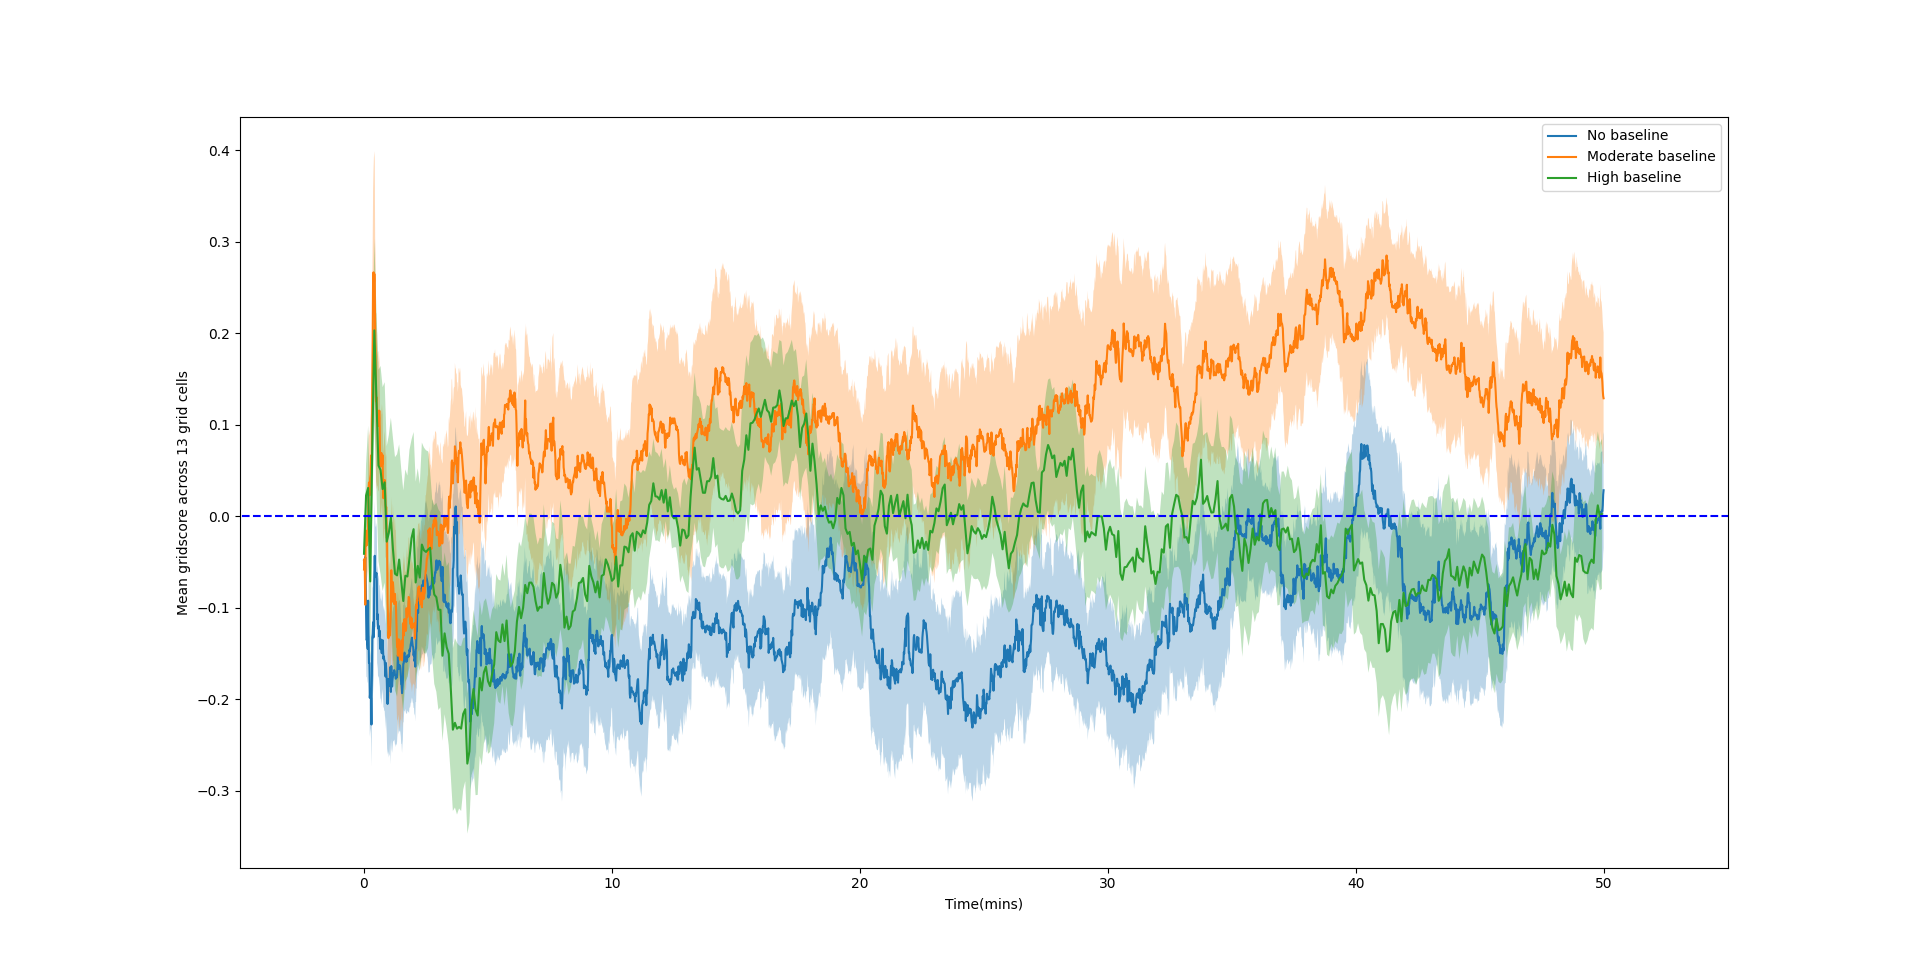 No baseline
Moderate baseline
High baseline
0.4
0.3
0.2
0.1
0.0
−0.1
−0.2
−0.3
Mean gridscore across 13 grid cells
0 10 20 30 40 50
Time(mins)